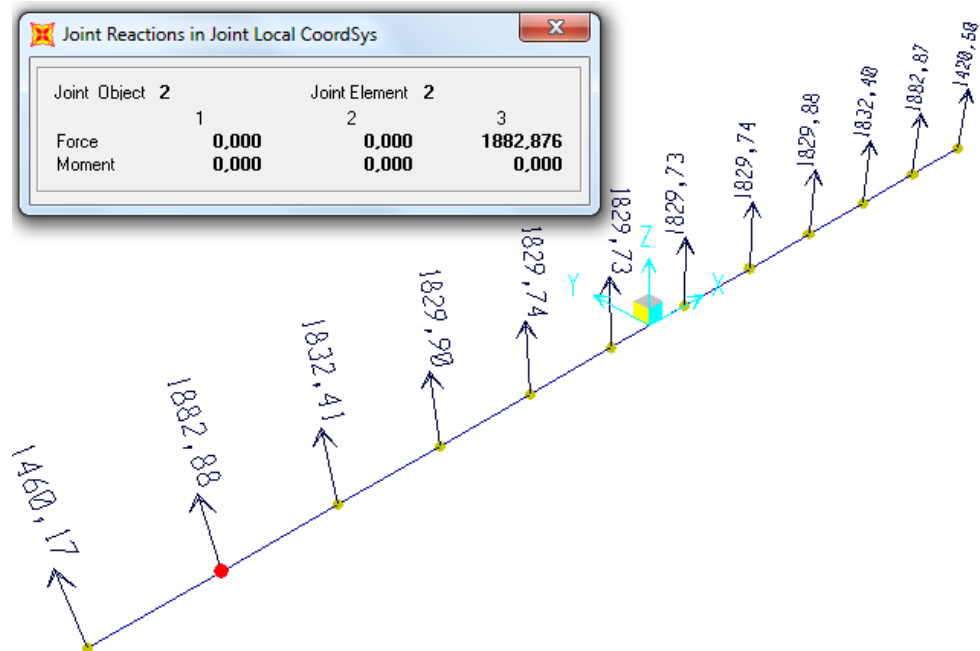 Joint Reactions in Joint Local CoordSys
Joint Object 2 Joint Element 2
1 2 3
Force 0,000 0,000 1882,876
Moment 0,000 0,000 0,000
1460,17
1882,88
1832,41
1829,90
1829,74
1829,73
1829,73
1829,74
1829,88
1832,40
1882,87
1420,50
Z
Y
X